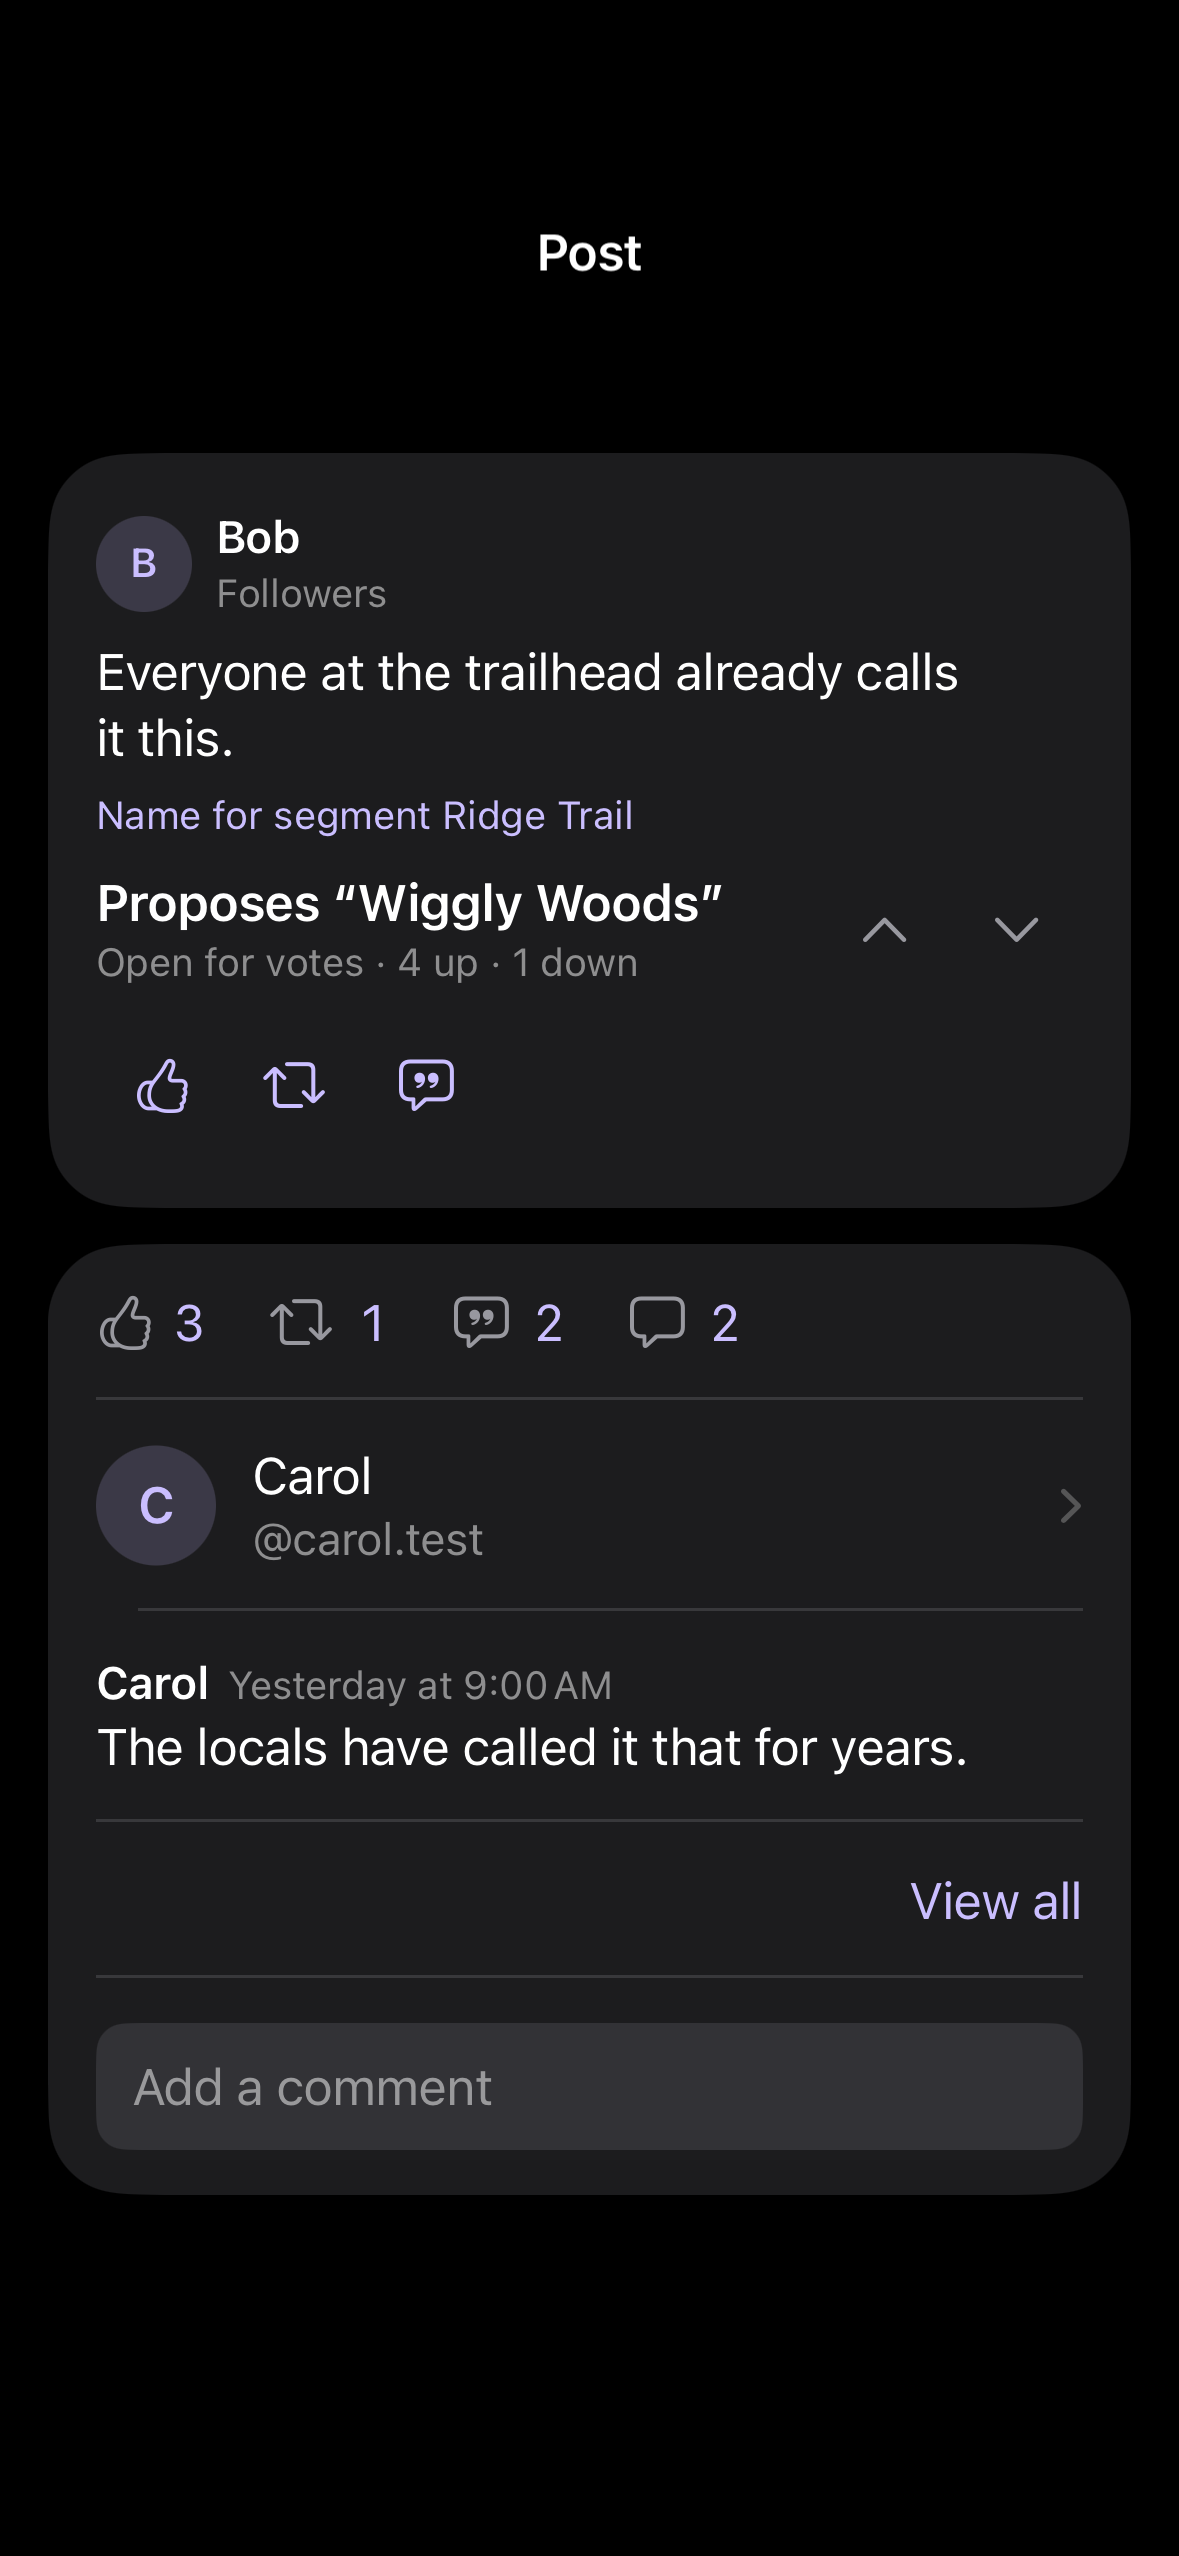 Post
B
Bob
Followers
Everyone at the trailhead already calls
it this.
Name for segment Ridge Trail
Proposes “Wiggly Woods”
Open for votes · 4 up · 1 down
3 1 2 2
C
Carol
@carol.test
Carol Yesterday at 9:00 AM
The locals have called it that for years.
View all
Add a comment